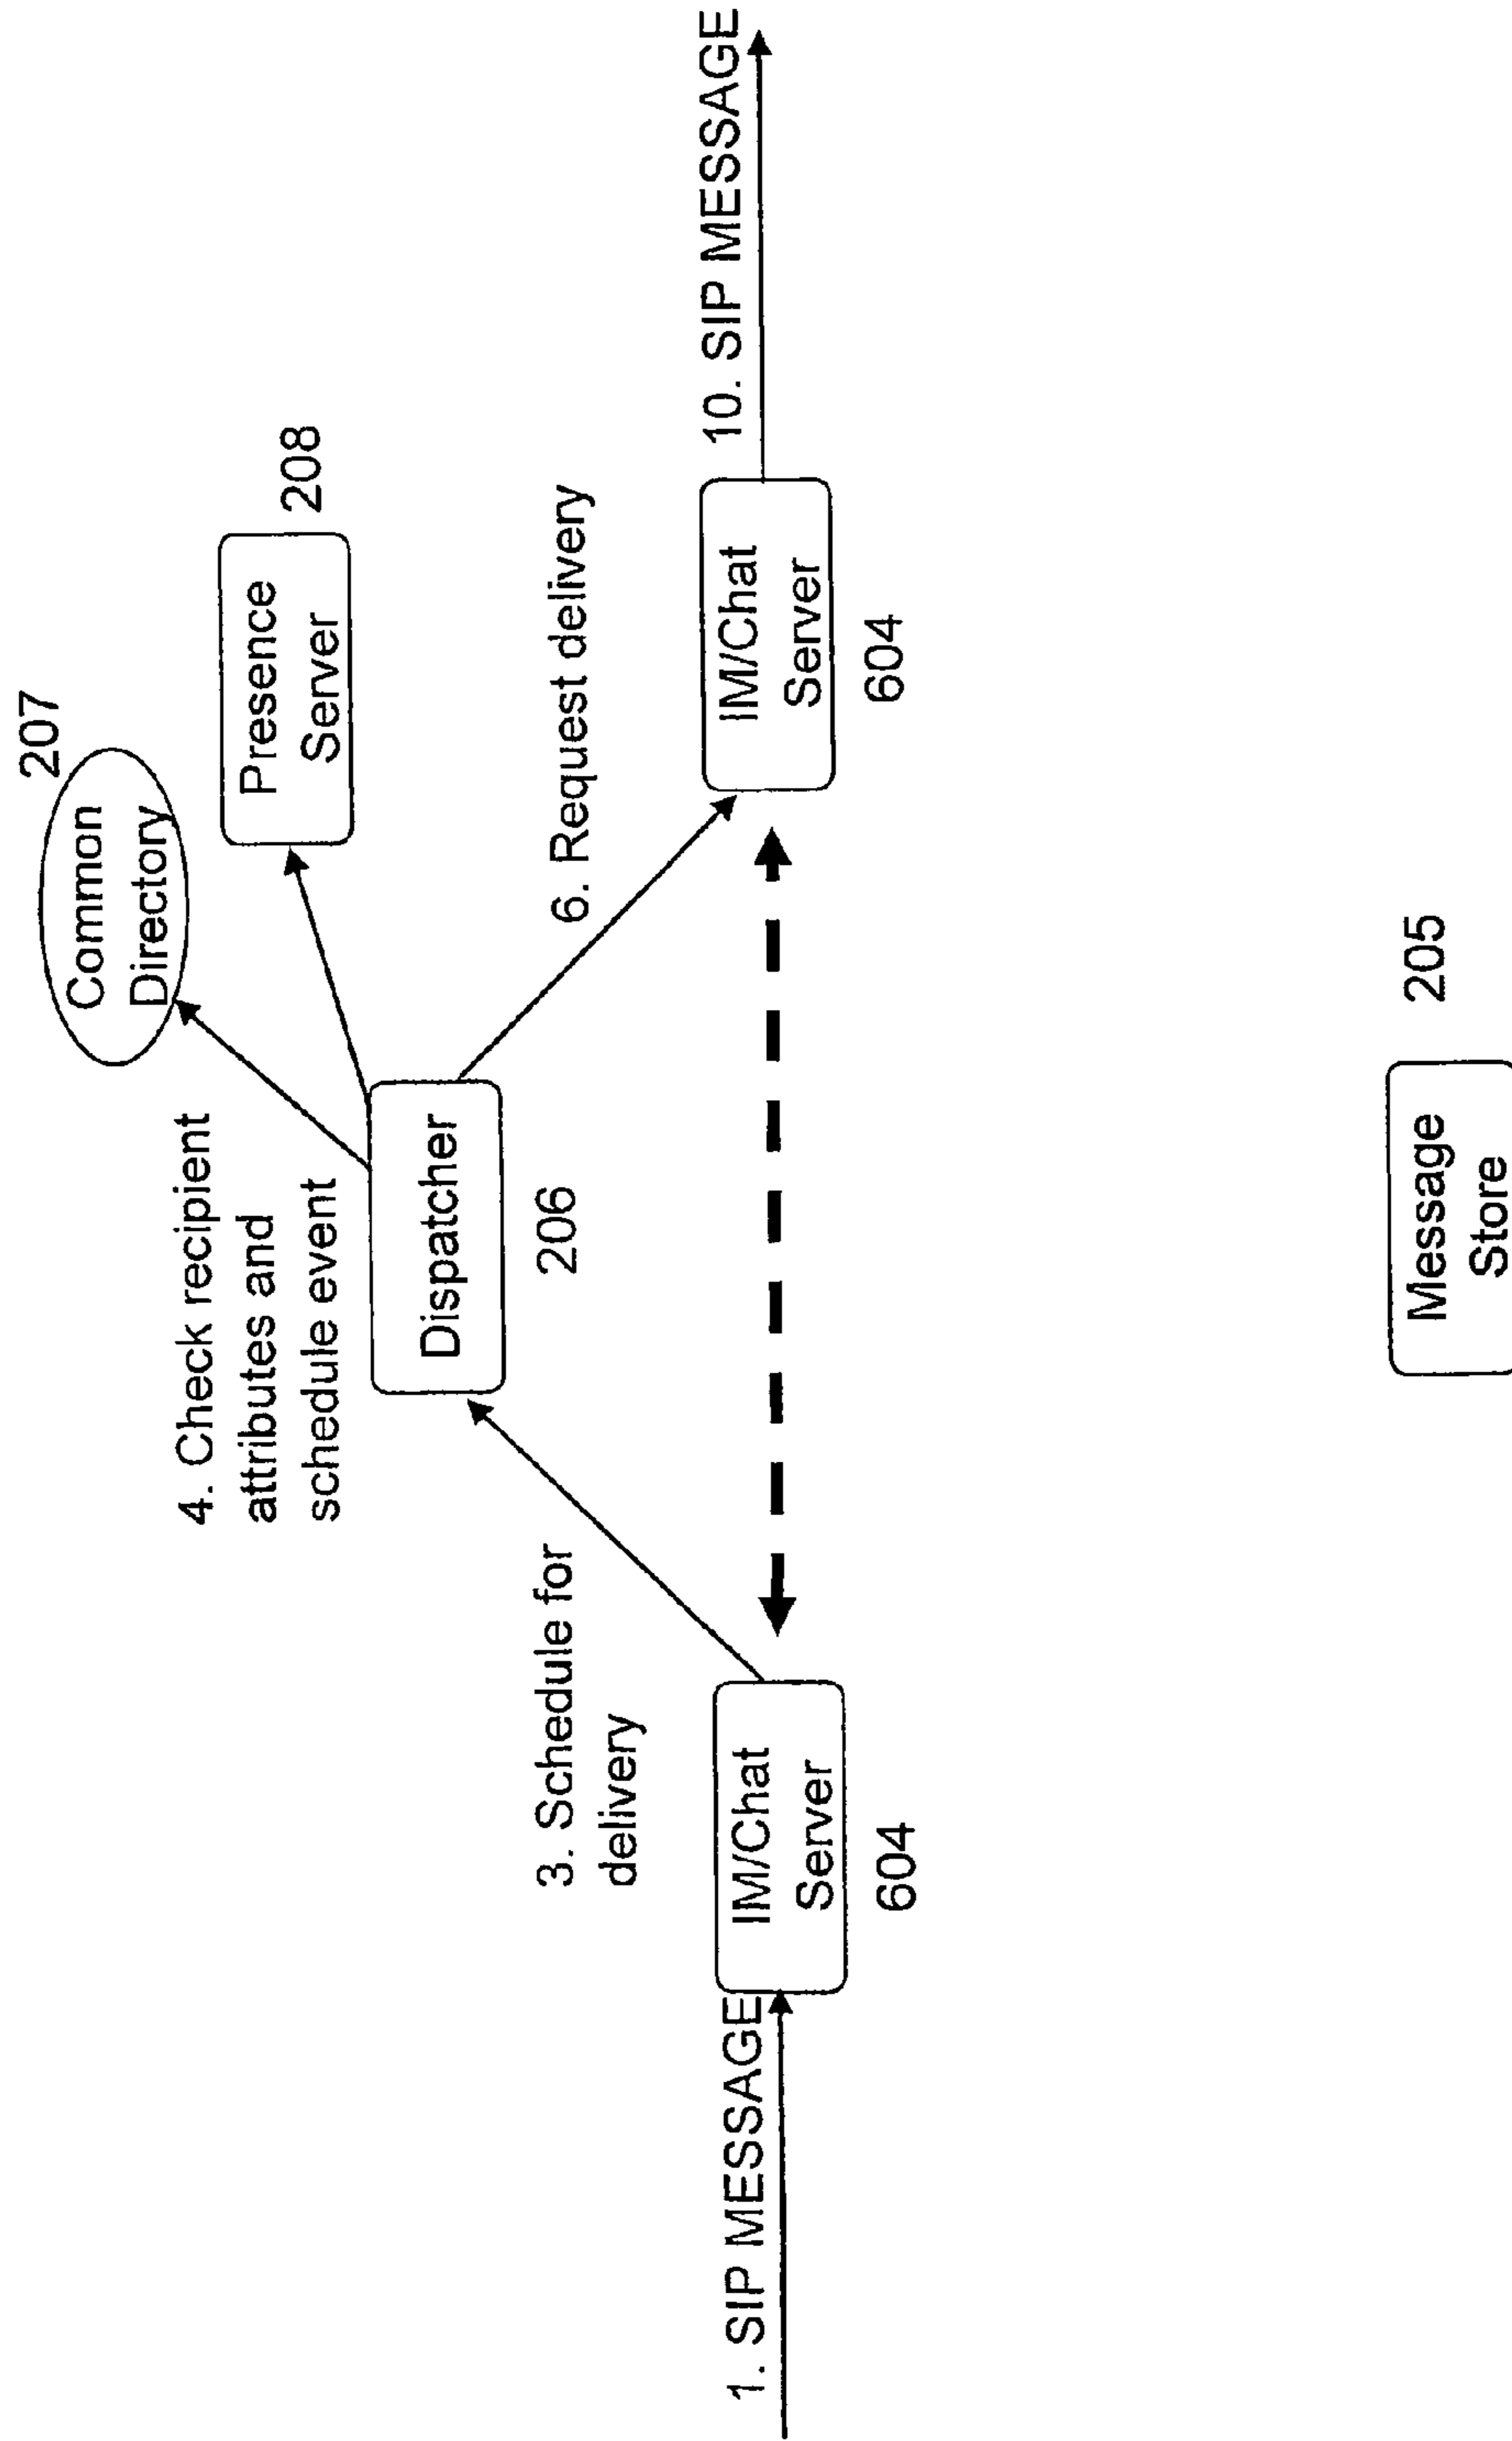 207
Common
Directory
4. Check recipient
attributes and
schedule event
Presence
Server
208
Dispatcher
206
3. Schedule for
delivery
6. Request delivery
1. SIP MESSAGE
IM/Chat
Server
604
IM/Chat
Server
604
10. SIP MESSAGE
Message
Store
205